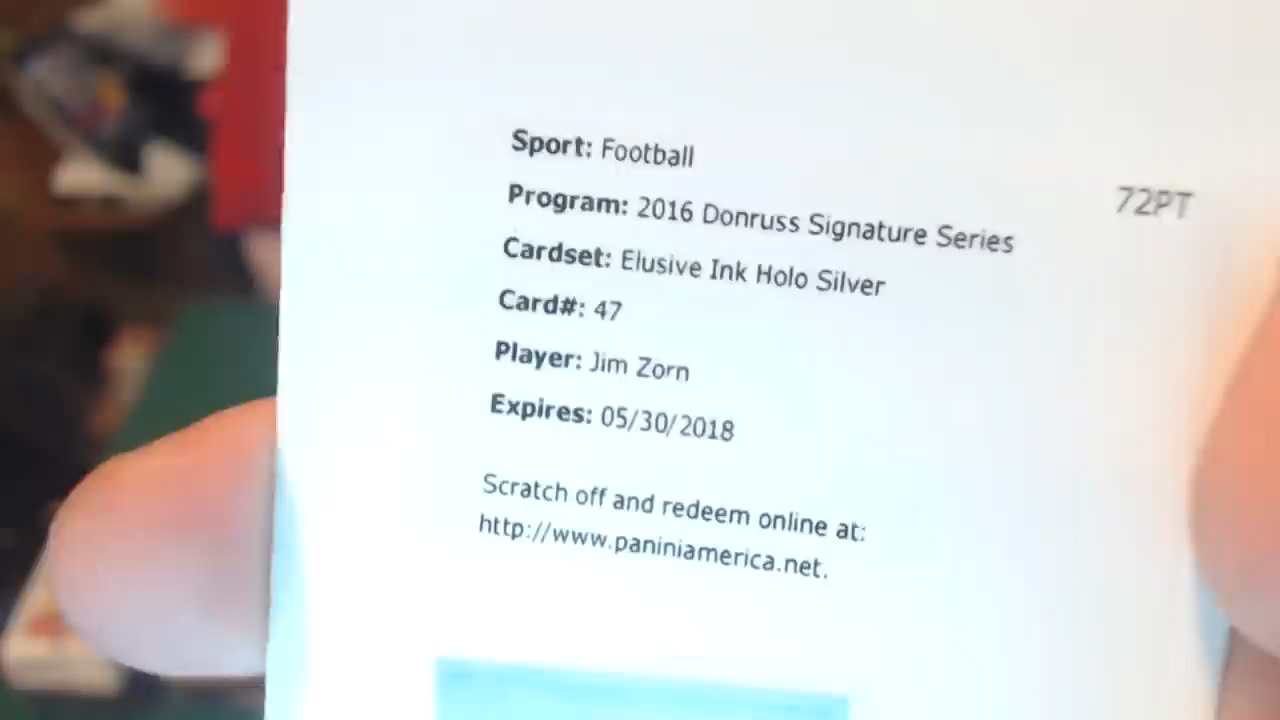 Sport: Football
72PT
Program: 2016 Donruss Signature Series
Cardset: Elusive Ink Holo Silver
Card#: 47
Player: Jim Zorn
Expires: 05/30/2018
Scratch off and redeem online at:
http://www.paniniamerica.net.